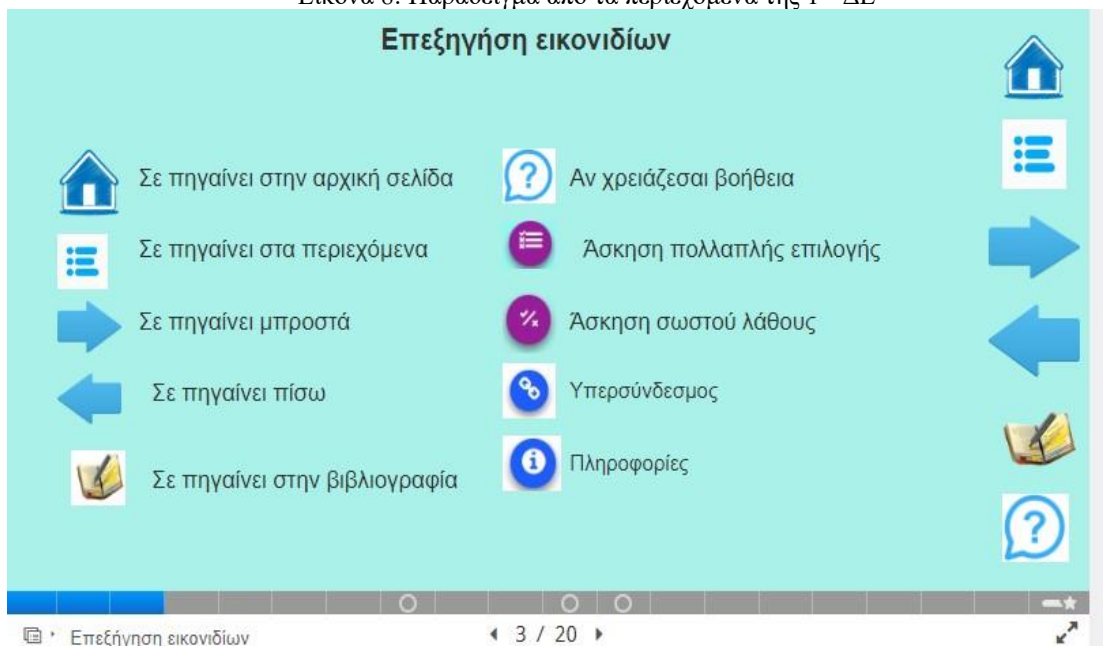 Επεξηγήση εικονιδίων
Σε πηγαίνει στην αρχική σελίδα
Σε πηγαίνει στα περιεχόμενα
Σε πηγαίνει μπροστά
Σε πηγαίνει πίσω
Σε πηγαίνει στην βιβλιογραφία
Αν χρειάζεσαι βοήθεια
Άσκηση πολλαπλής επιλογής
Άσκηση σωστού λάθους
Υπερσύνδεσμος
Πληροφορίες
Επεξήγηση εικονιδίων
3 / 20